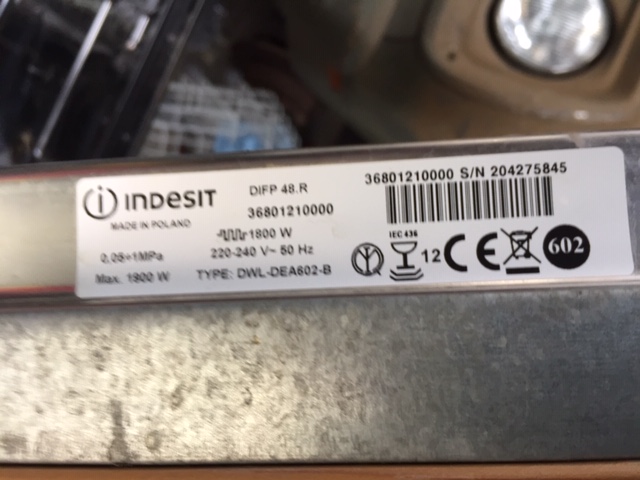 36801210000 S/N 204275845
INDESIT
DIFP 48.R
MADE IN POLAND
36801210000
1800 W
0,05÷1MPa
220-240 V~ 50 Hz
Max. 1900 W
TYPE: DWL-DEA602-B
IEC 436
12
CE
602